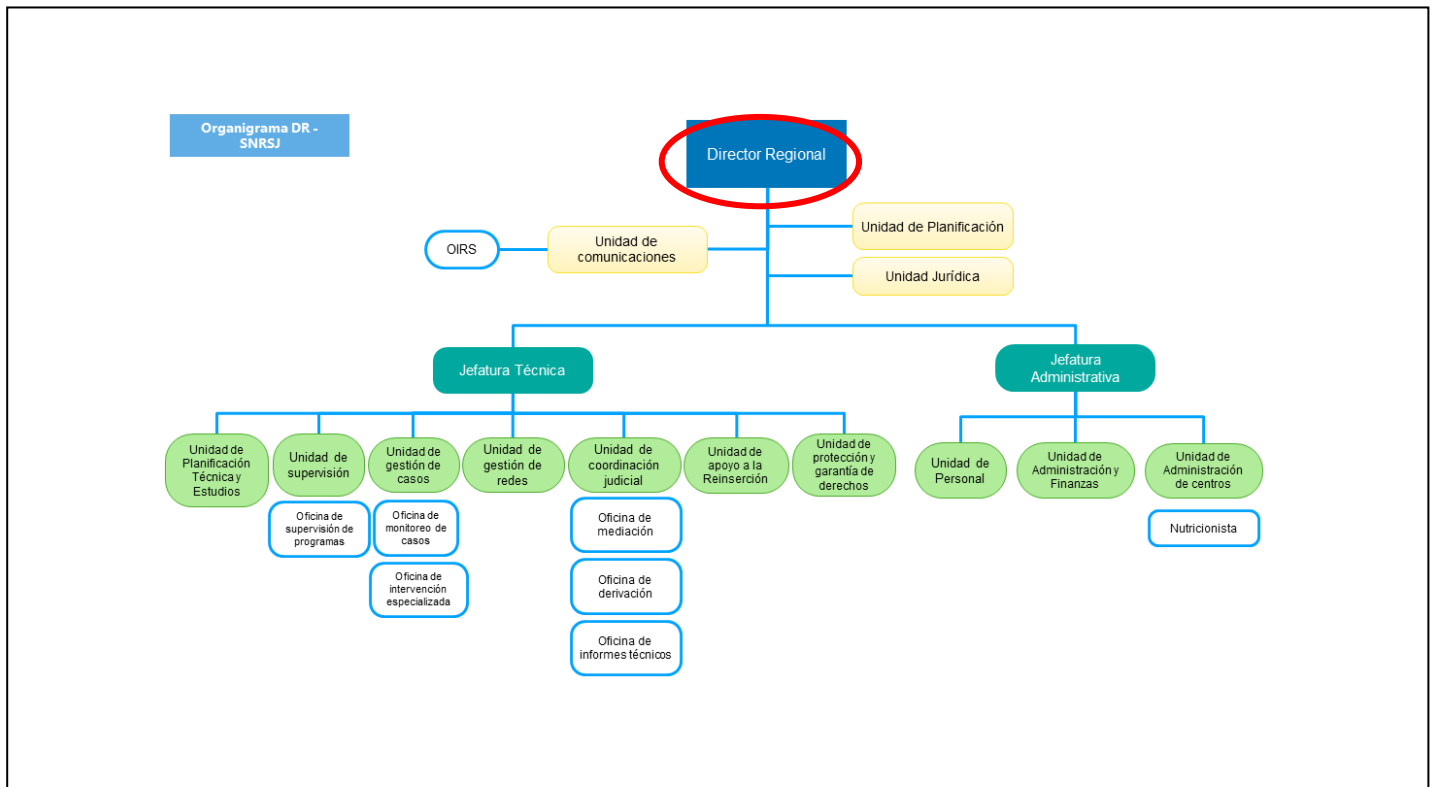 Organigrama DR -
SNRSJ
Director Regional
Unidad de Planificación
OIRS
Unidad de
comunicaciones
Unidad Jurídica
Jefatura Técnica
Jefatura
Administrativa
Unidad de
Planificación
Técnica y
Estudios
Unidad de
supervisión
Unidad de
gestión de
casos
Unidad de
gestión de
redes
Unidad de
coordinación
judicial
Unidad de
apoyo a la
Reinserción
Unidad de
protección y
garantía de
derechos
Unidad de
Personal
Unidad de
Administración y
Finanzas
Unidad de
Administración
de centros
Oficina de
supervisión de
programas
Oficina de
monitoreo de
casos
Oficina de
mediación
Nutricionista
Oficina de
intervención
especializada
Oficina de
derivación
Oficina de
informes técnicos